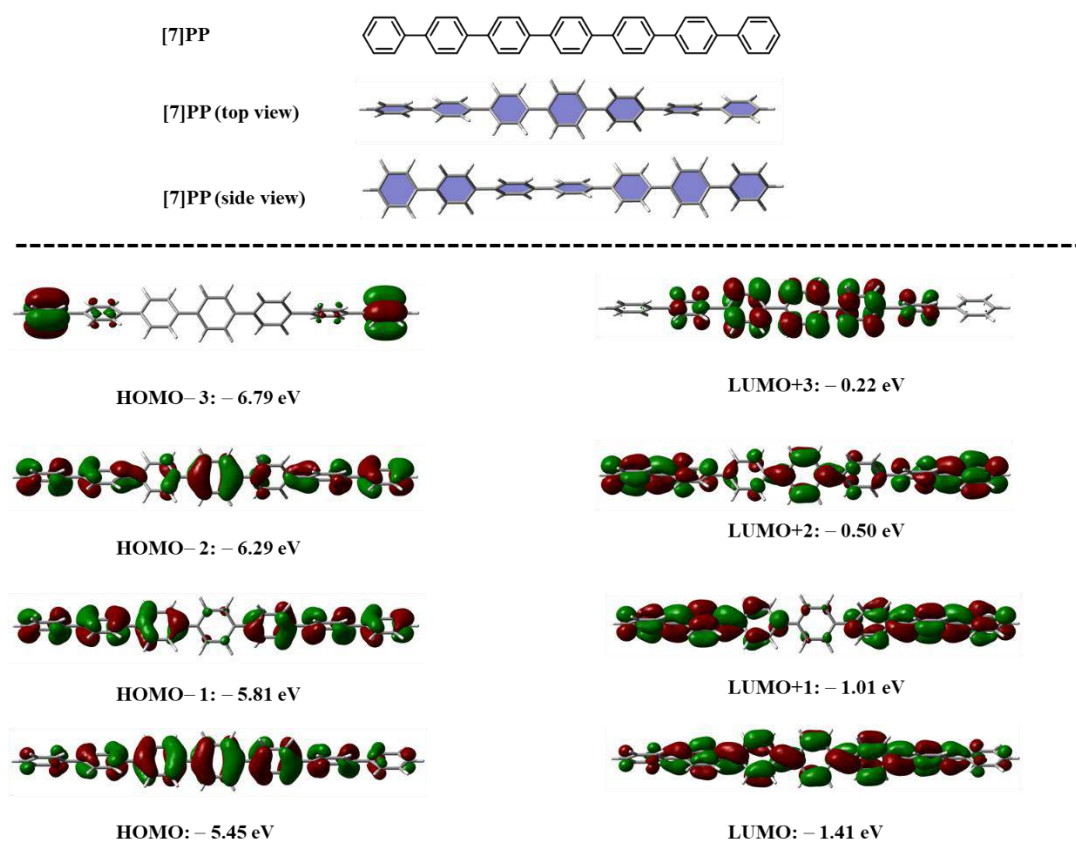 [7]PP
[7]PP (top view)
[7]PP (side view)
HOMO– 3: – 6.79 eV
LUMO+3: – 0.22 eV
HOMO– 2: – 6.29 eV
LUMO+2: – 0.50 eV
HOMO– 1: – 5.81 eV
LUMO+1: – 1.01 eV
HOMO: – 5.45 eV
LUMO: – 1.41 eV